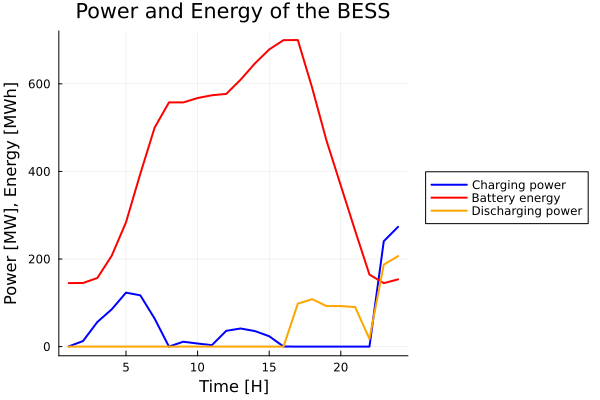 Power and Energy of the BESS
Power [MW], Energy [MWh]
600
400
200
0
5
10
15
20
Time [H]
Charging power
Battery energy
Discharging power